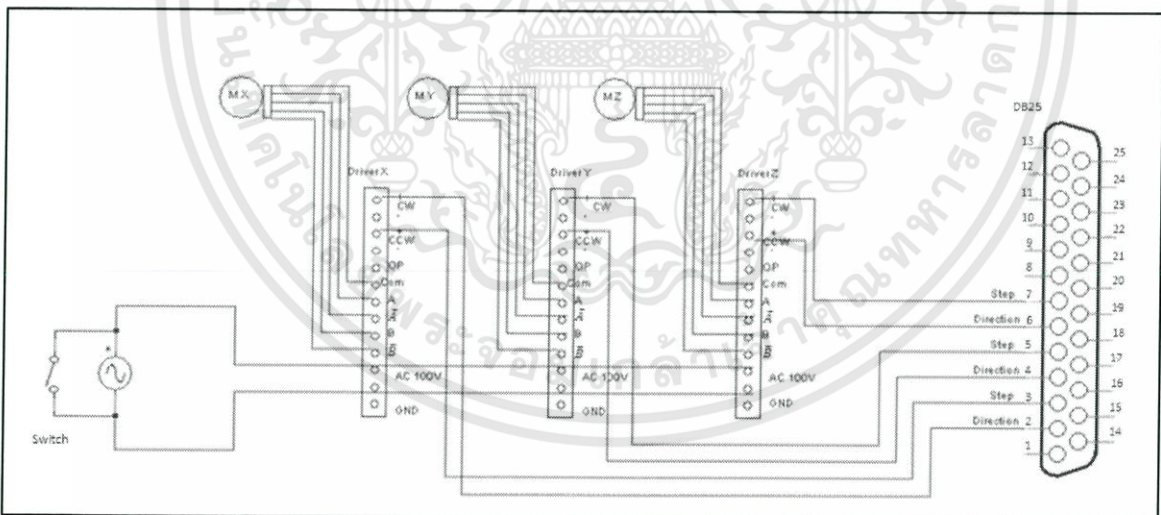 MX
MY
MZ
DB25
DriverX
DriverY
DriverZ
CW
CCW
OP
Com
A
A̅
B
B̅
AC 100V
GND
CW
CCW
OP
Com
A
A̅
B
B̅
AC 100V
GND
CW
CCW
OP
Com
A
A̅
B
B̅
AC 100V
GND
Switch
Step 7
Direction 6
Step 5
Direction 4
Step 3
Direction 2
1
13
12
11
10
9
8
25
24
23
22
21
20
19
18
17
16
15
14